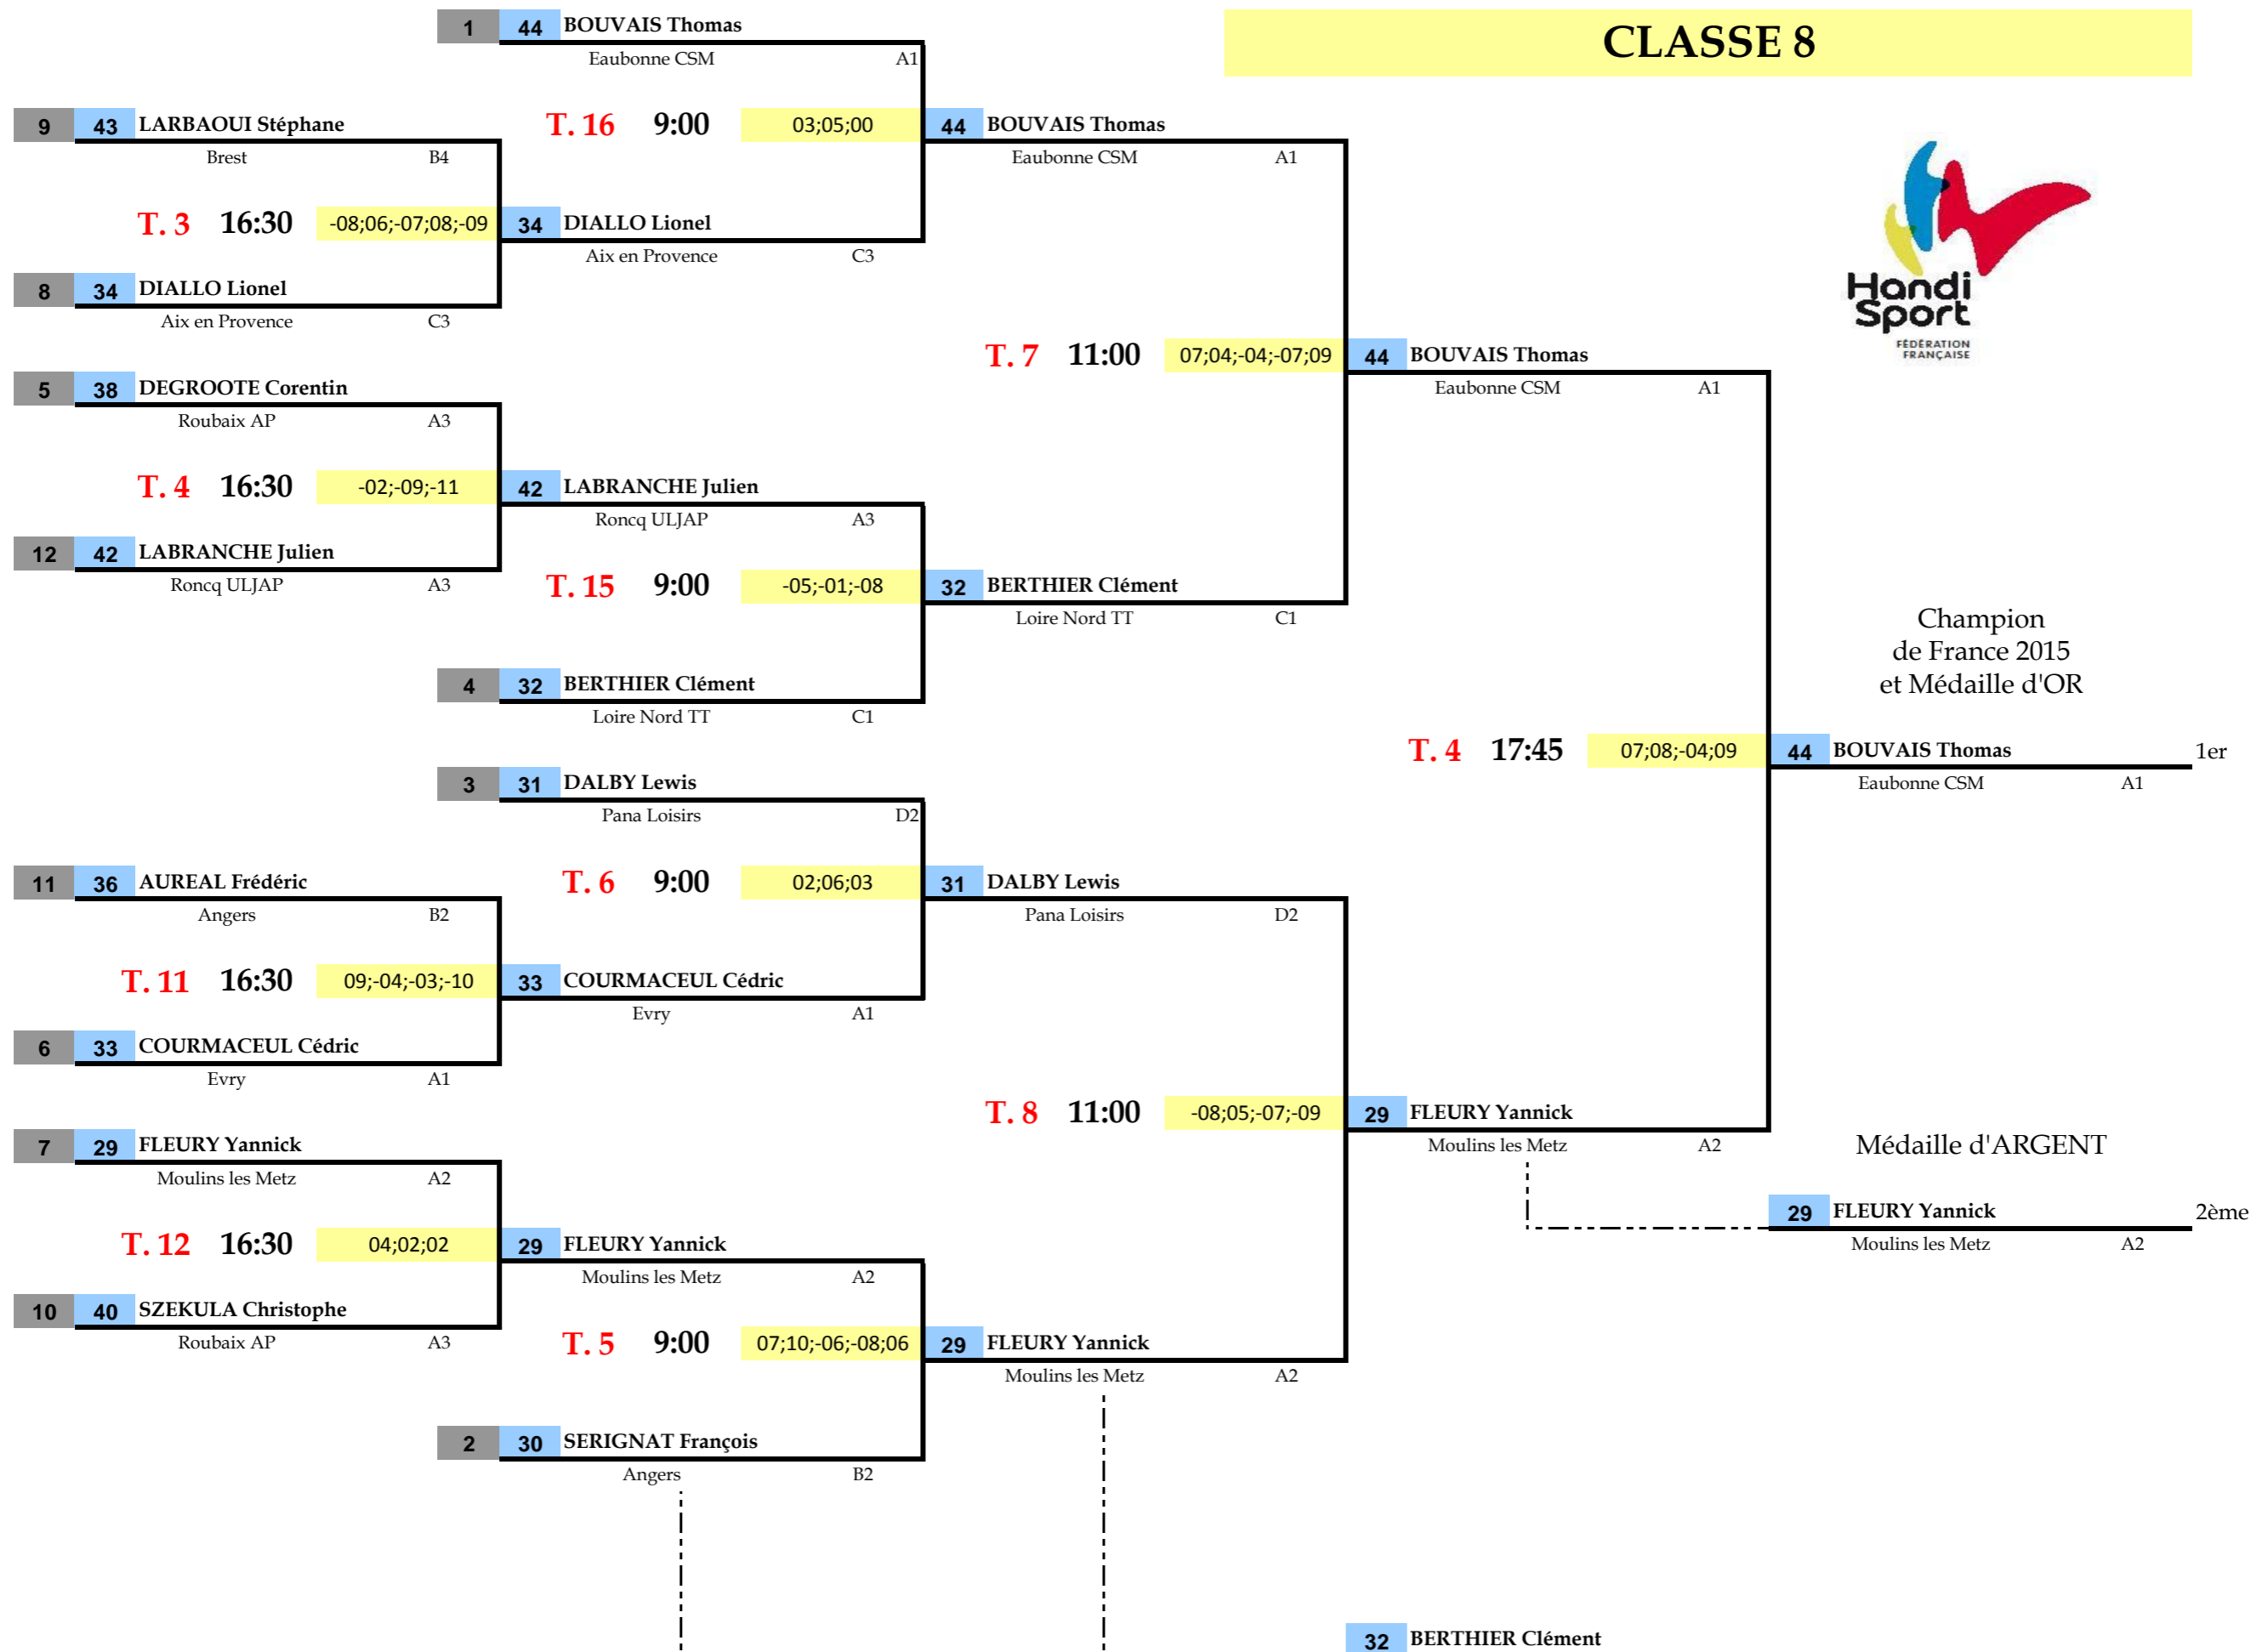 1 44 BOUVAIS Thomas
CLASSE 8
Eaubonne CSM A1
9 43 LARBAOUI Stéphane T. 16 9:00 03;05;00 44 BOUVAIS Thomas
Brest B4 Eaubonne CSM A1
T. 3 16:30 -08;06;-07;08;-09 34 DIALLO Lionel
Aix en Provence C3
8 34 DIALLO Lionel
Handi
Sport
Aix en Provence C3
FÉDÉRATION
FRANÇAISE
T. 7 11:00 07;04;-04;-07;09 44 BOUVAIS Thomas
5 38 DEGROOTE Corentin Eaubonne CSM A1
Roubaix AP A3
T. 4 16:30 -02;-09;-11 42 LABRANCHE Julien
Roncq ULJAP A3
12 42 LABRANCHE Julien
Roncq ULJAP A3 T. 15 9:00 -05;-01;-08 32 BERTHIER Clément
Loire Nord TT C1
Champion
de France 2015
et Médaille d'OR
4 32 BERTHIER Clément
Loire Nord TT C1
T. 4 17:45 07;08;-04;09 44 BOUVAIS Thomas 1er
3 31 DALBY Lewis Eaubonne CSM A1
Pana Loisirs D2
11 36 AUREAL Frédéric T. 6 9:00 02;06;03 31 DALBY Lewis
Angers B2 Pana Loisirs D2
T. 11 16:30 09;-04;-03;-10 33 COURMACEUL Cédric
Evry A1
6 33 COURMACEUL Cédric
Evry A1
T. 8 11:00 -08;05;-07;-09 29 FLEURY Yannick
7 29 FLEURY Yannick Moulins les Metz A2 Médaille d'ARGENT
Moulins les Metz A2
29 FLEURY Yannick 2ème
T. 12 16:30 04;02;02 29 FLEURY Yannick Moulins les Metz A2
Moulins les Metz A2
10 40 SZEKULA Christophe
Roubaix AP A3 T. 5 9:00 07;10;-06;-08;06 29 FLEURY Yannick
Moulins les Metz A2
2 30 SERIGNAT François
Angers B2
32 BERTHIER Clément